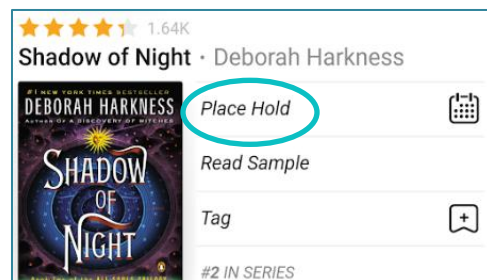 1.64K
Shadow of Night · Deborah Harkness
#1 NEW YORK TIMES BESTSELLER
DEBORAH HARKNESS
AUTHOR OF A DISCOVERY OF WITCHES
SHADOW
OF
NIGHT
Place Hold
Read Sample
Tag
#2 IN SERIES